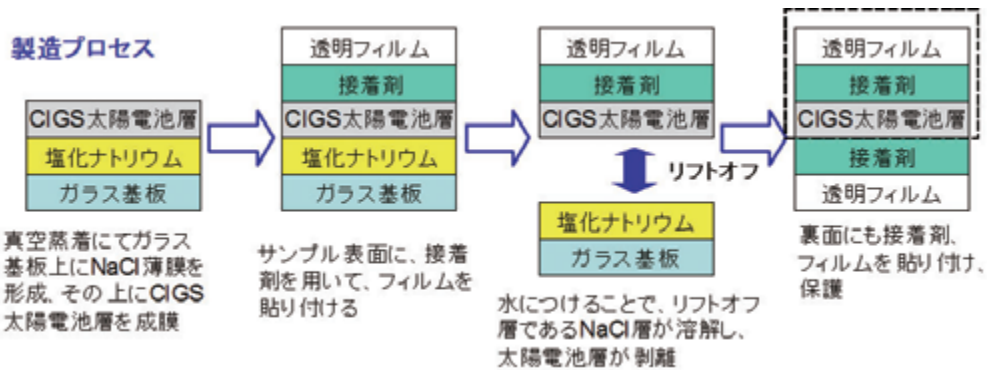 製造プロセス
CIGS太陽電池層
塩化ナトリウム
ガラス基板
真空蒸着にてガラス
基板上にNaCl薄膜を
形成、その上にCIGS
太陽電池層を成膜
透明フィルム
接着剤
CIGS太陽電池層
塩化ナトリウム
ガラス基板
サンプル表面に、接着
剤を用いて、フィルムを
貼り付ける
透明フィルム
接着剤
CIGS太陽電池層
リフトオフ
塩化ナトリウム
ガラス基板
水につけることで、リフトオフ
層であるNaCl層が溶解し、
太陽電池層が剥離
透明フィルム
接着剤
CIGS太陽電池層
接着剤
透明フィルム
裏面にも接着剤、
フィルムを貼り付け、
保護